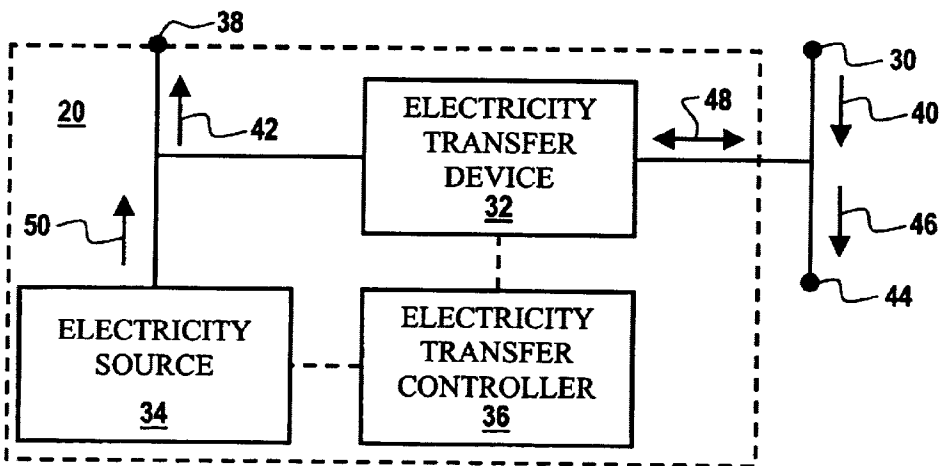 38
30
20
42
ELECTRICITY
TRANSFER
DEVICE
32
48
40
50
46
44
ELECTRICITY
SOURCE
34
ELECTRICITY
TRANSFER
CONTROLLER
36